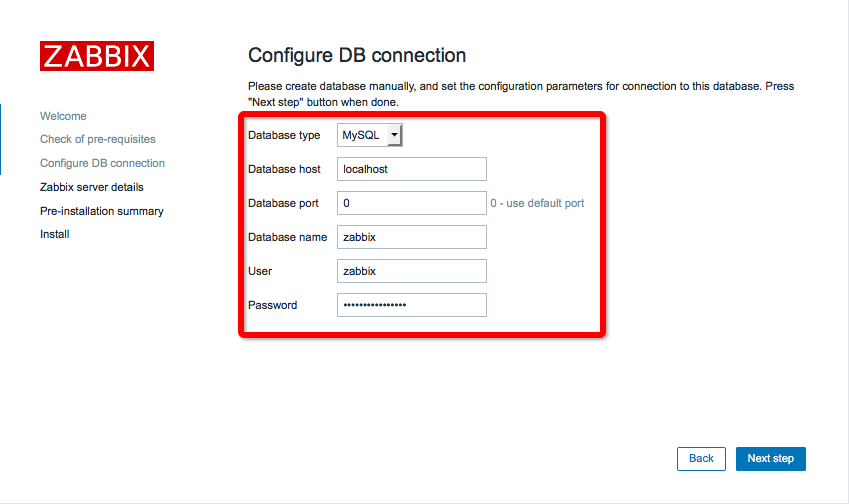 ZABBIX
Welcome
Check of pre-requisites
Configure DB connection
Zabbix server details
Pre-installation summary
Install
Configure DB connection
Please create database manually, and set the configuration parameters for connection to this database. Press
"Next step" button when done.
Database type MySQL
Database host localhost
Database port 0 0 - use default port
Database name zabbix
User zabbix
Password •••••••••••••••
Back Next step